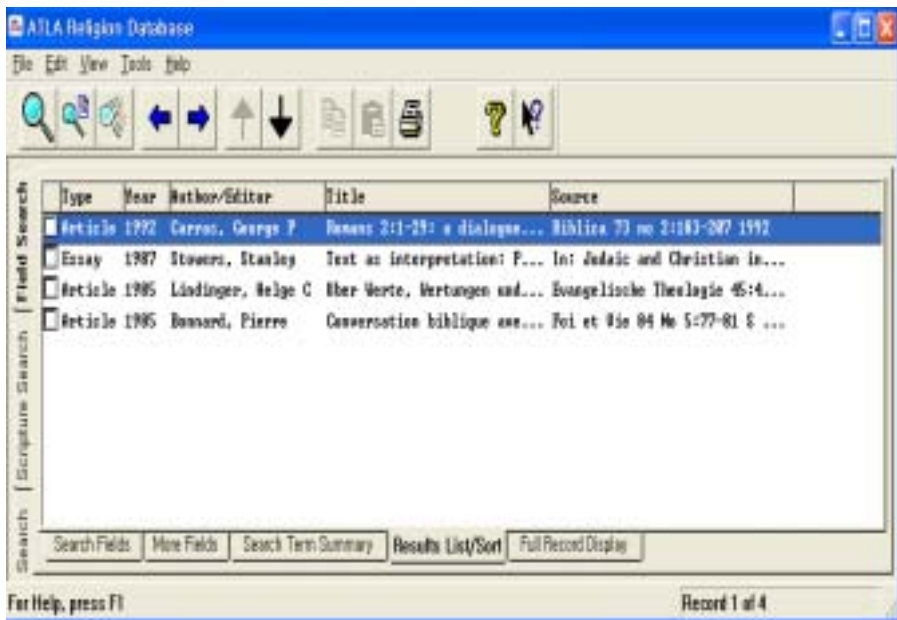 ATLA Religion Database
File Edit View Tools Help
Type Year Author/Editor Title Source
Article 1992 Carras, George P Romans 2:1-29: a dialogue... Biblica 73 no 2:183-207 1992
Essay 1987 Stowers, Stanley Text as interpretation: P... In: Judaic and Christian in...
Article 1985 Lindinger, Helge C Uber Werte, Wertungen und... Evangelische Theologie 45:4...
Article 1985 Bonnard, Pierre Conversation biblique ave... Foi et Vie 84 No 5:77-81 S ...
Field Search
Scripture Search
Search
Search Fields More Fields Search Term Summary Results List/Sort Full Record Display
For Help, press F1 Record 1 of 4